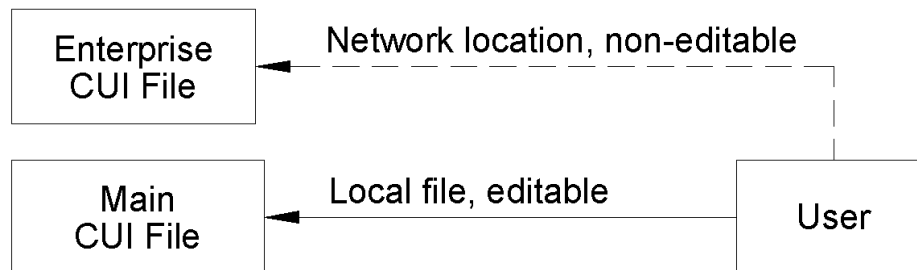 Enterprise
CUI File
Network location, non-editable
Main
CUI File
Local file, editable
User